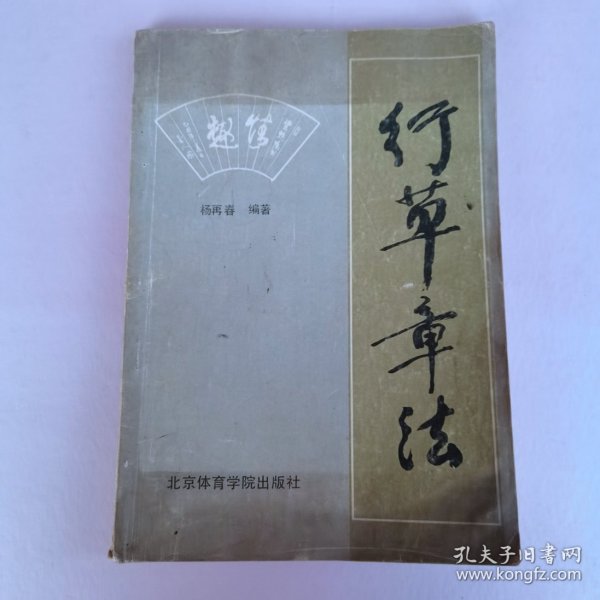 行草章法
杨再春 编著
北京体育学院出版社
孔夫子旧書网
www.kongfz.com